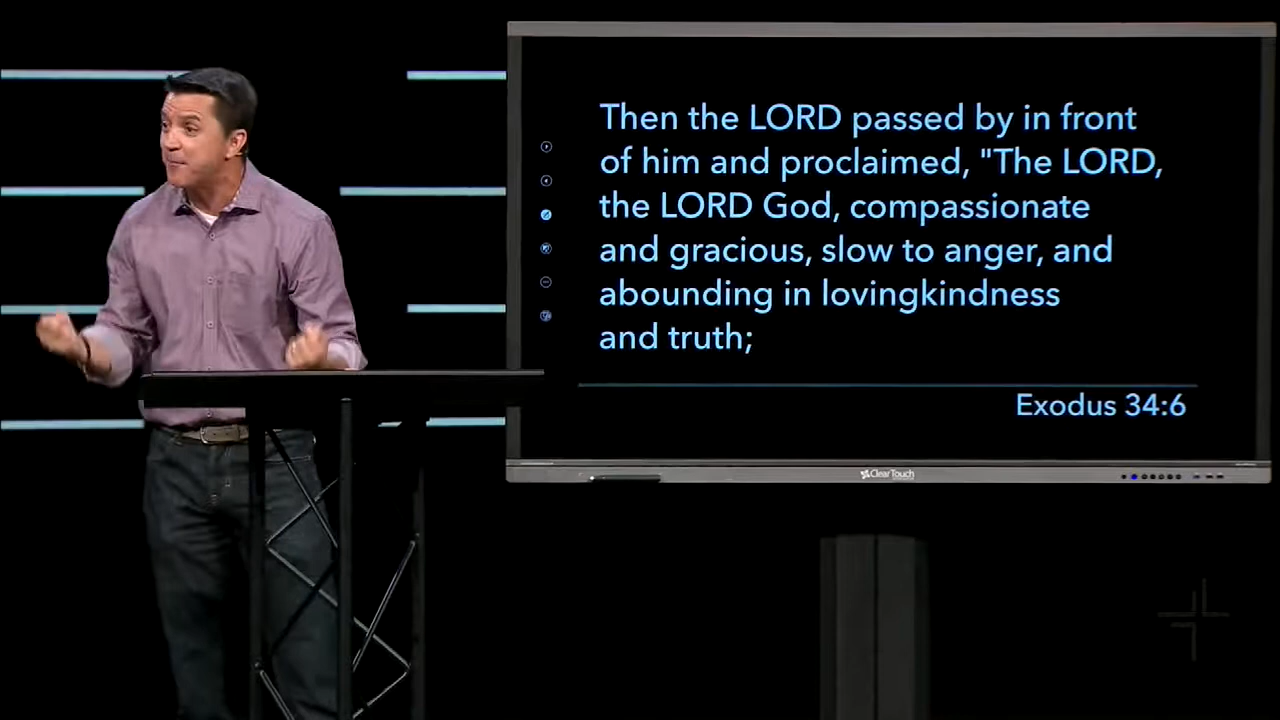 Then the LORD passed by in front
of him and proclaimed, "The LORD,
the LORD God, compassionate
and gracious, slow to anger, and
abounding in lovingkindness
and truth;
Exodus 34:6
ClearTouch